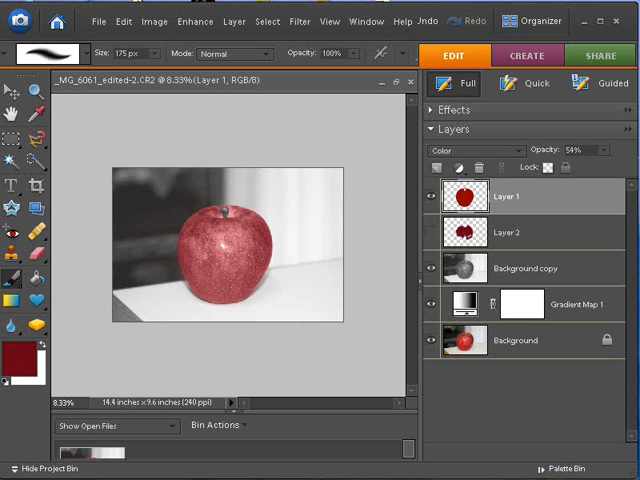 File Edit Image Enhance Layer Select Filter View Window Help Undo Redo Organizer
Size: 175 px Mode: Normal Opacity: 100% EDIT CREATE SHARE
_MG_6061_edited-2.CR2 @ 8.33%(Layer 1, RGB/8)
Full Quick Guided
Effects
Layers
Color Opacity: 54%
Lock:
Layer 1
Layer 2
Background copy
Gradient Map 1
Background
8.33% 14.4 inches x 9.6 inches (240 ppi)
Show Open Files Bin Actions
Hide Project Bin Palette Bin